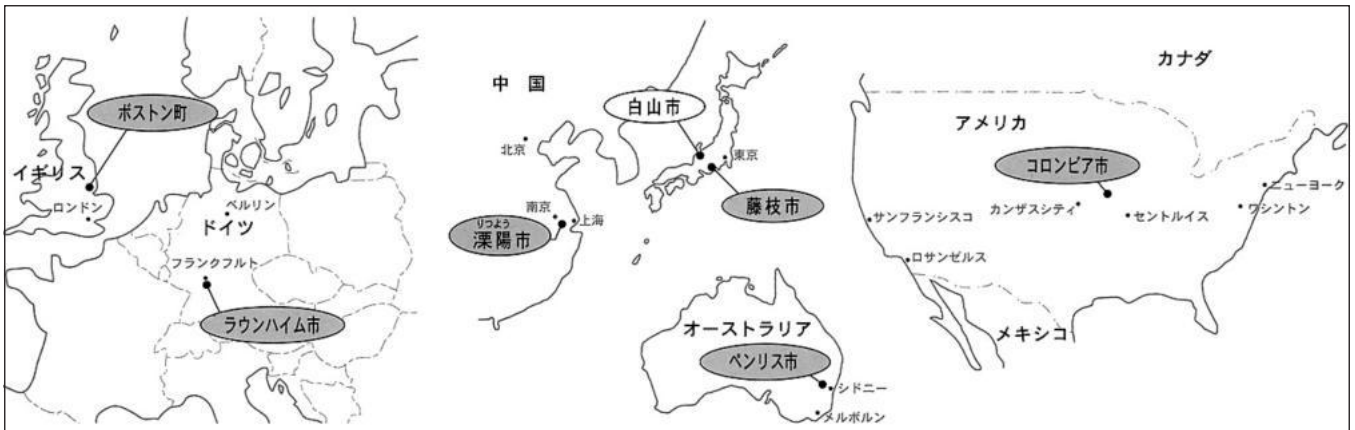 ボストン町
イギリス
ロンドン
ベルリン
ドイツ
フランクフルト
ラウンハイム市
中国
北京
南京
上海
りつよう
溧陽市
白山市
東京
藤枝市
オーストラリア
ペンリス市
シドニー
メルボルン
カナダ
アメリカ
コロンビア市
サンフランシスコ
カンザスシティ
セントルイス
ニューヨーク
ワシントン
ロサンゼルス
メキシコ